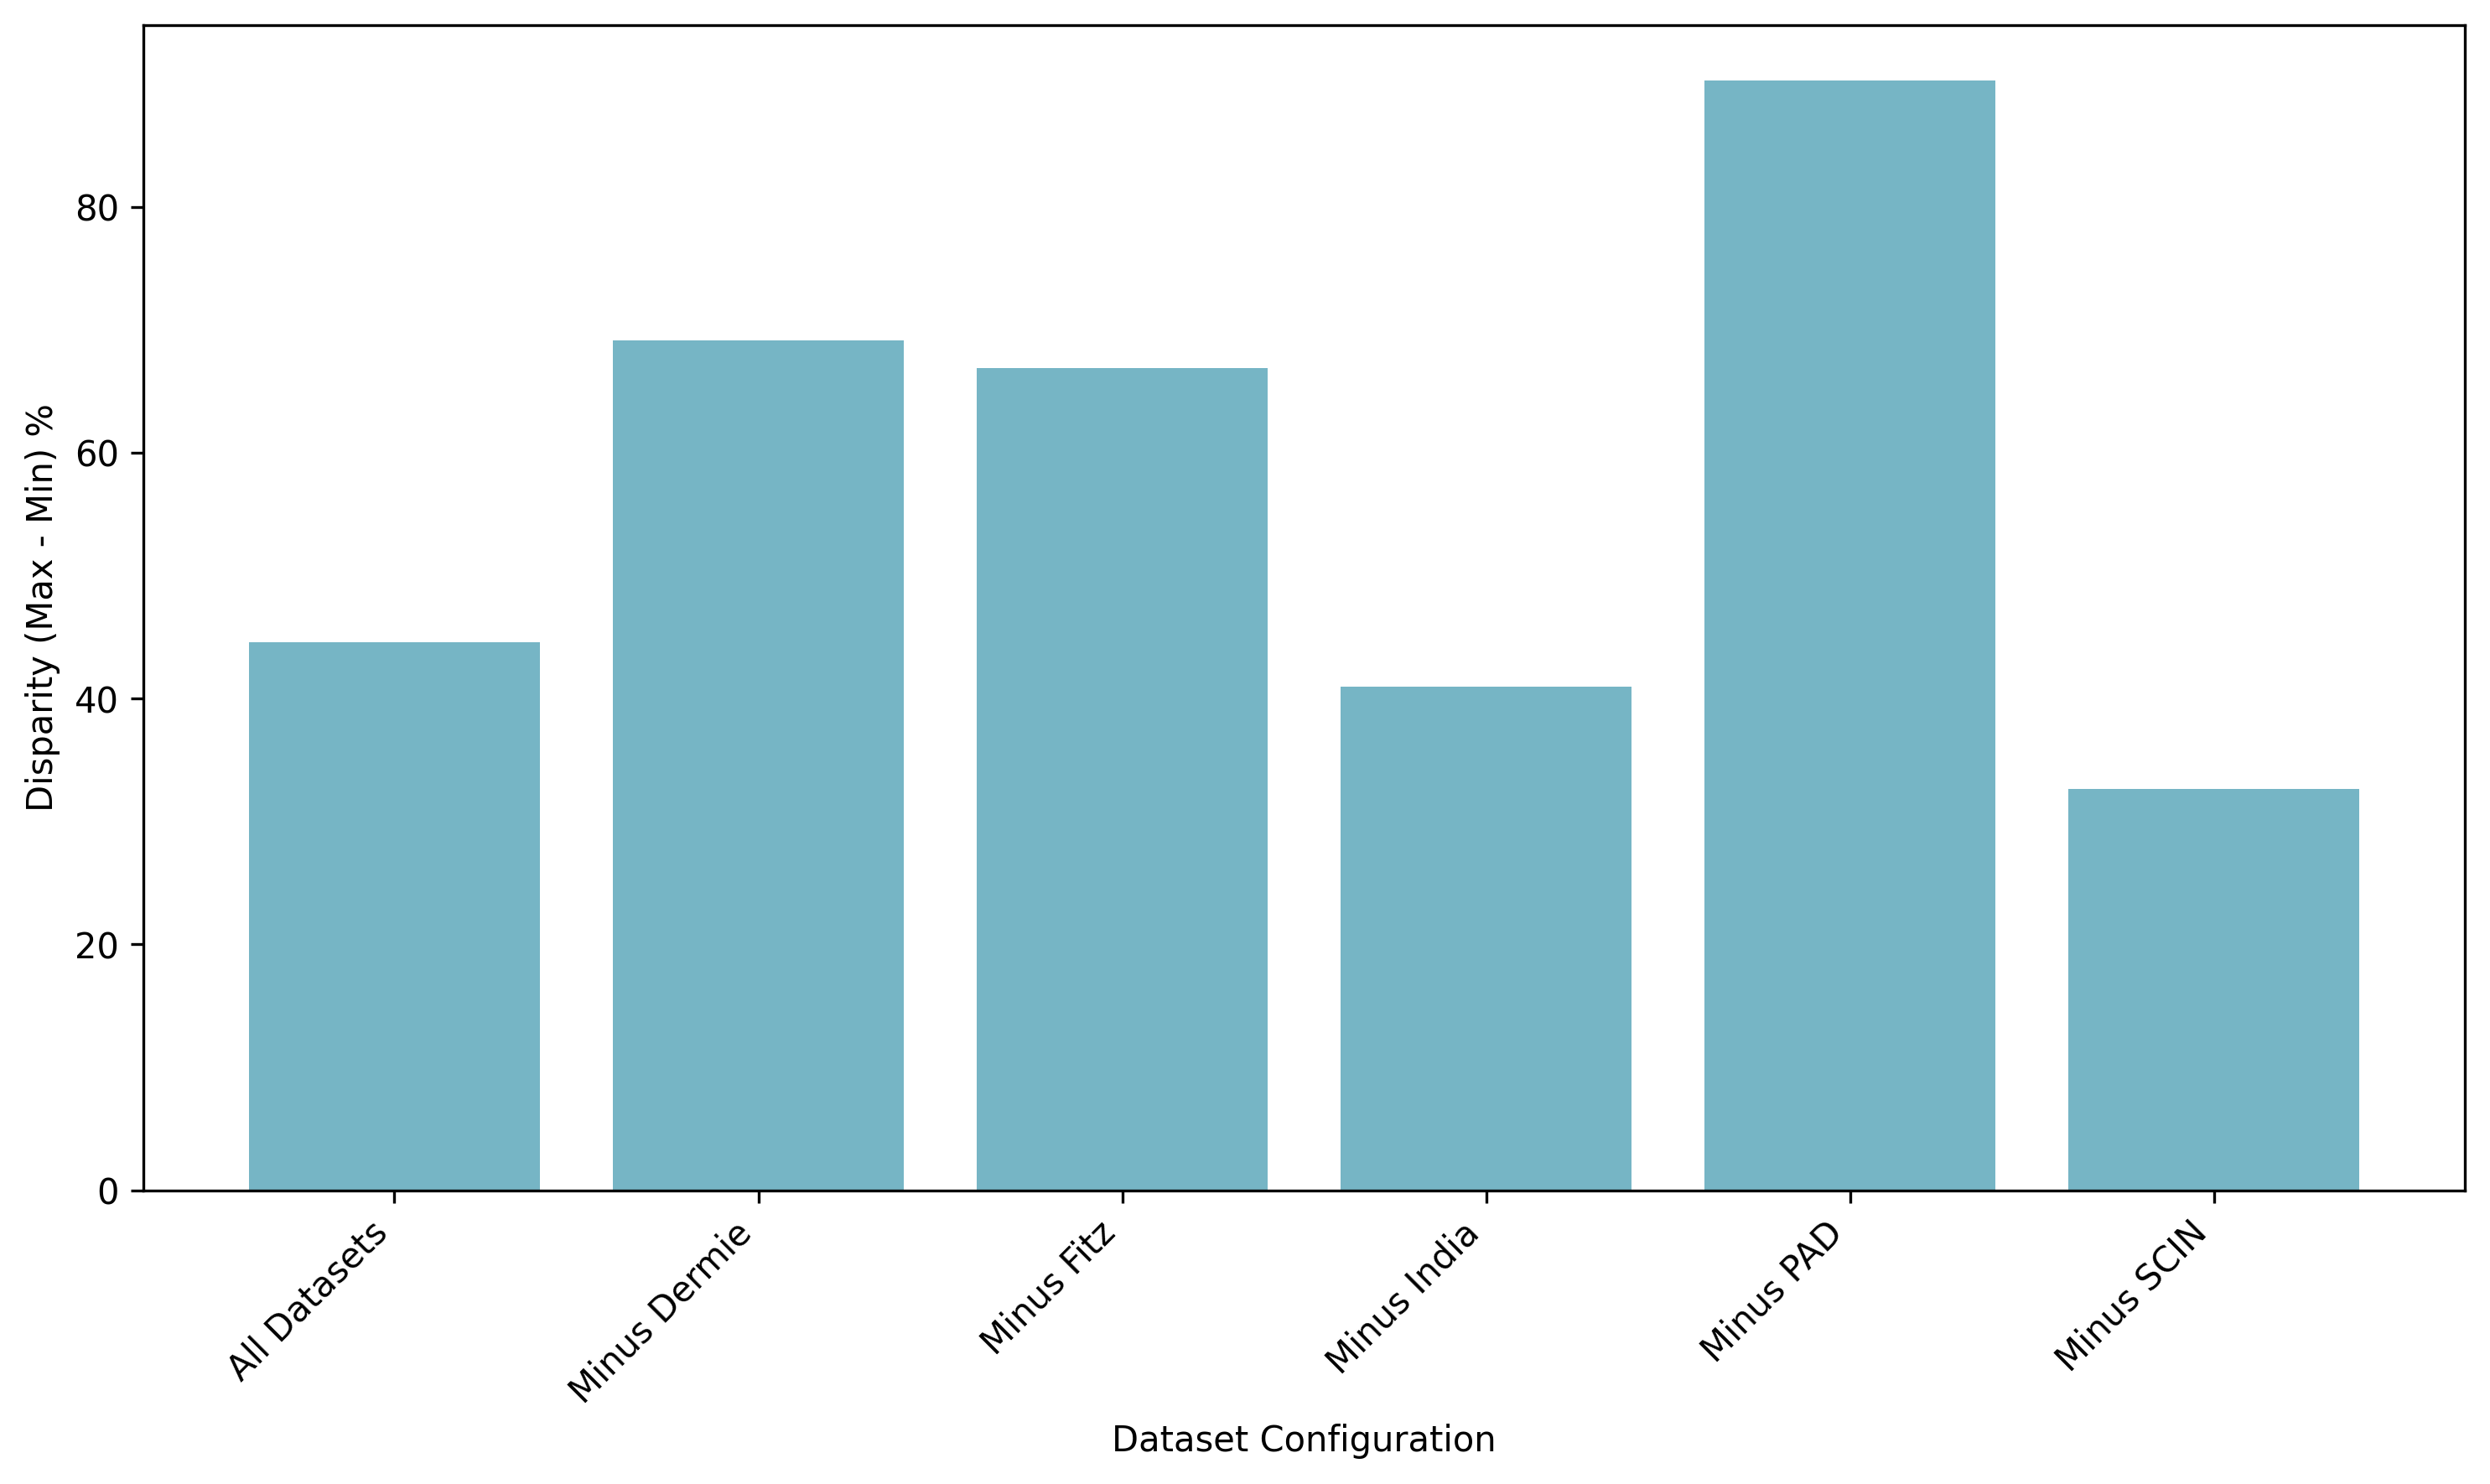 Disparity (Max - Min) %
80
60
40
20
0
All Datasets
Minus Dermie
Minus Fitz
Minus India
Minus PAD
Minus SCIN
Dataset Configuration